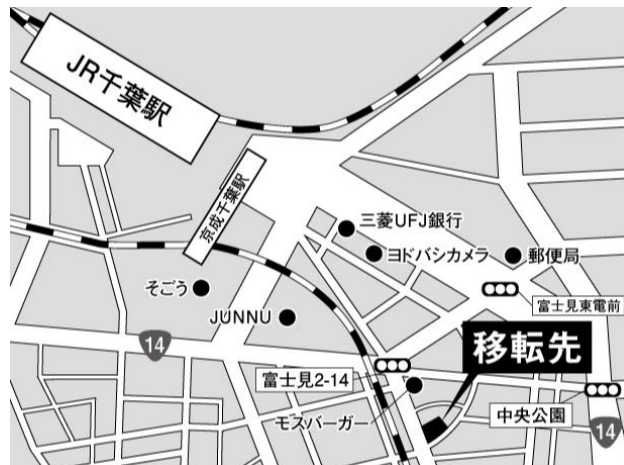 JR千葉駅
京成千葉駅
三菱UFJ銀行
ヨドバシカメラ
郵便局
そごう
JUNNU
富士見東電前
14
移転先
富士見2-14
モスバーガー
中央公園
14